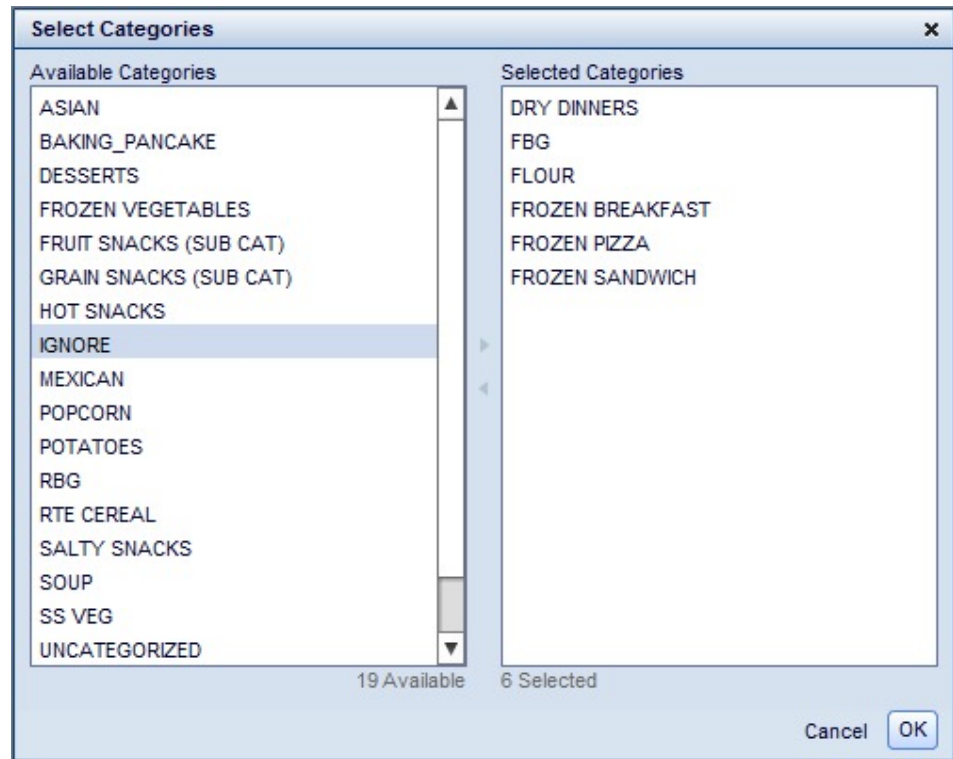 Select Categories
Available Categories
ASIAN
BAKING_PANCAKE
DESSERTS
FROZEN VEGETABLES
FRUIT SNACKS (SUB CAT)
GRAIN SNACKS (SUB CAT)
HOT SNACKS
IGNORE
MEXICAN
POPCORN
POTATOES
RBG
RTE CEREAL
SALTY SNACKS
SOUP
SS VEG
UNCATEGORIZED
19 Available
Selected Categories
DRY DINNERS
FBG
FLOUR
FROZEN BREAKFAST
FROZEN PIZZA
FROZEN SANDWICH
6 Selected
Cancel
OK